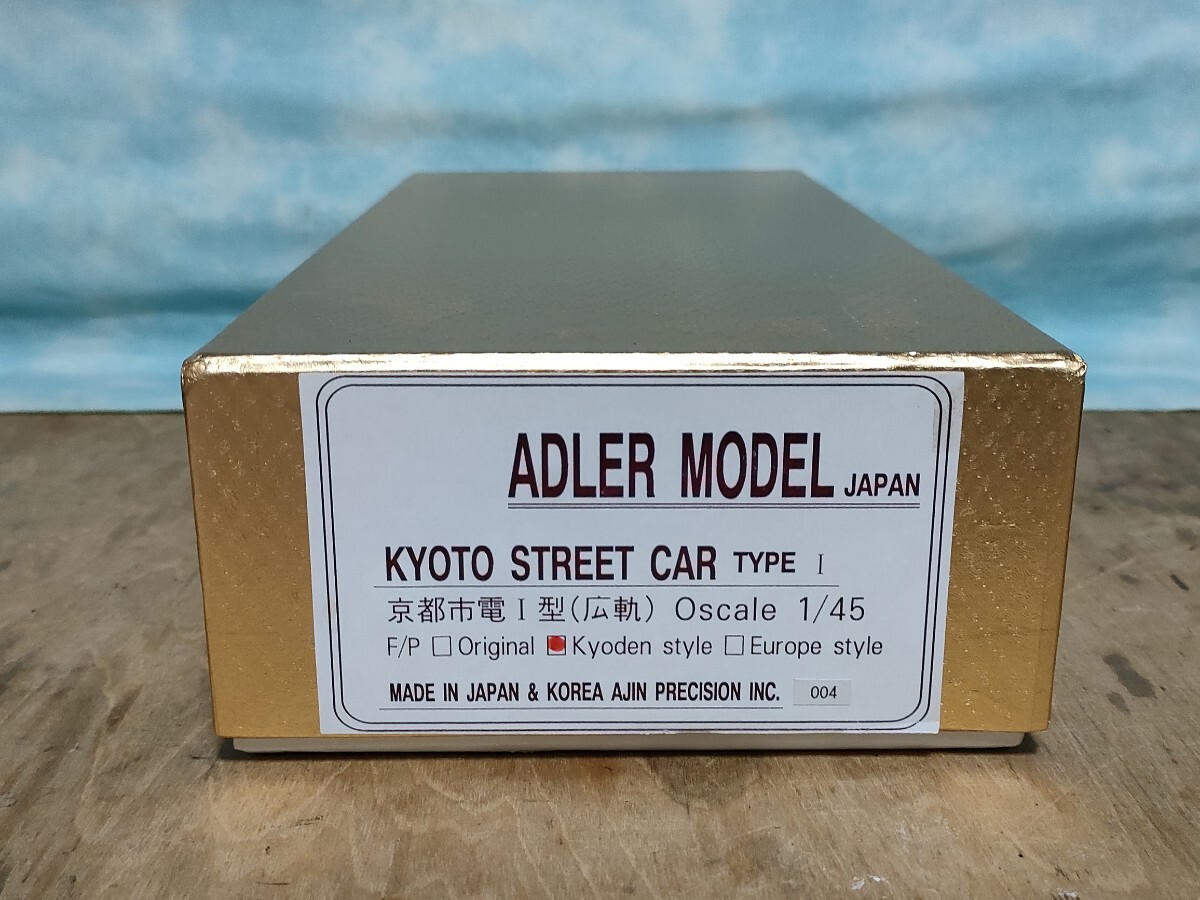 ADLER MODEL JAPAN
KYOTO STREET CAR TYPE I
京都市電I型(広軌) Oscale 1/45
F/P □Original □Kyoden style □Europe style
MADE IN JAPAN & KOREA AJIN PRECISION INC. 004